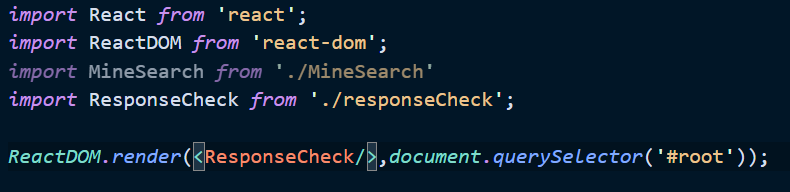 import React from 'react';
import ReactDOM from 'react-dom';
import MineSearch from './MineSearch'
import ResponseCheck from './responseCheck';
ReactDOM.render(<ResponseCheck/>,document.querySelector('#root'));